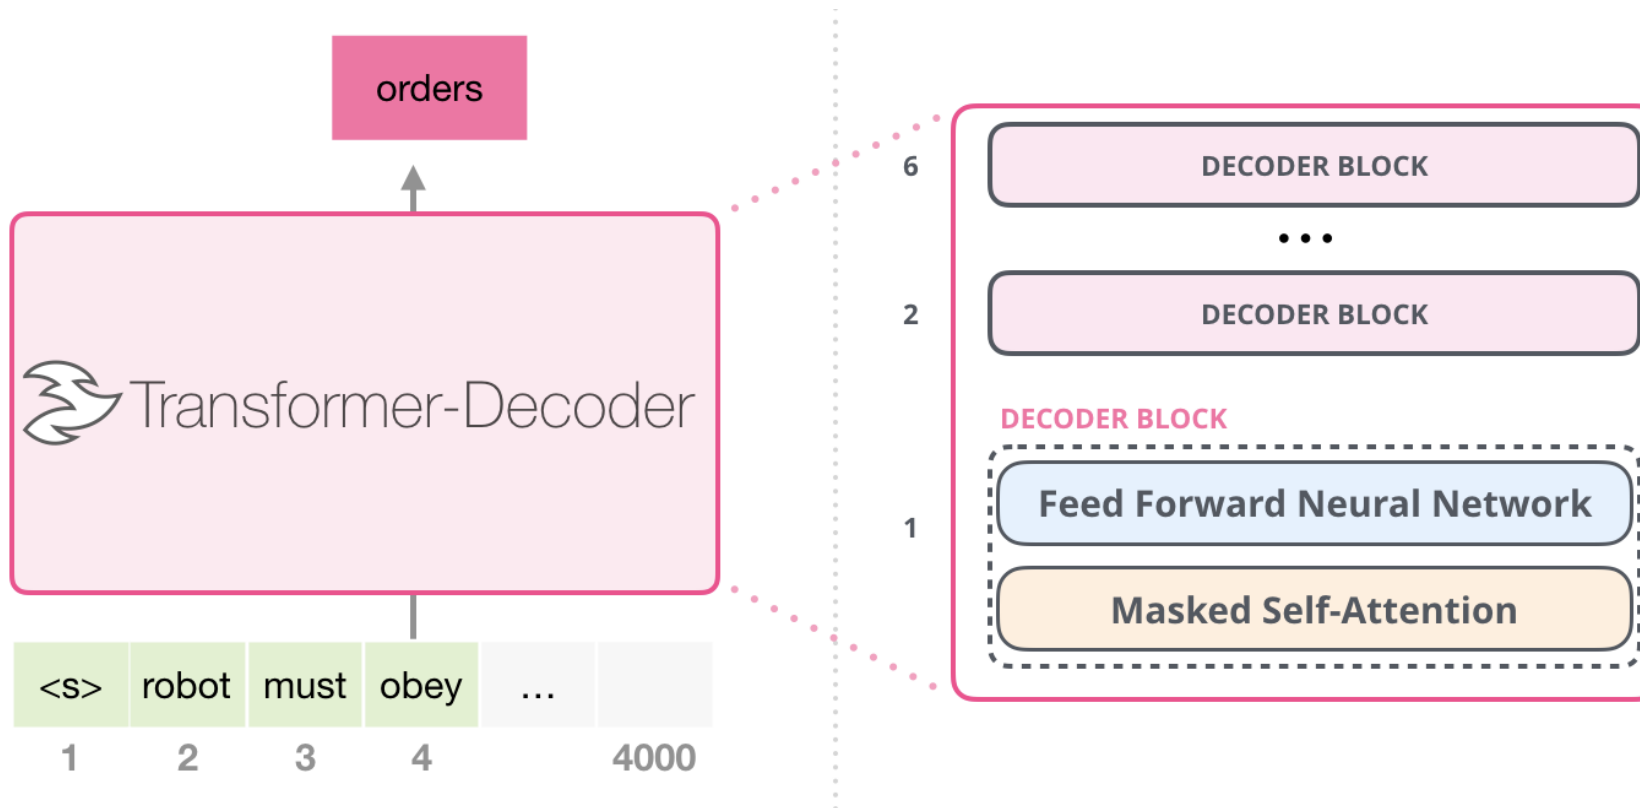 orders
Transformer-Decoder
<s> robot must obey ...
1 2 3 4 4000
6 DECODER BLOCK
...
2 DECODER BLOCK
DECODER BLOCK
Feed Forward Neural Network
1
Masked Self-Attention